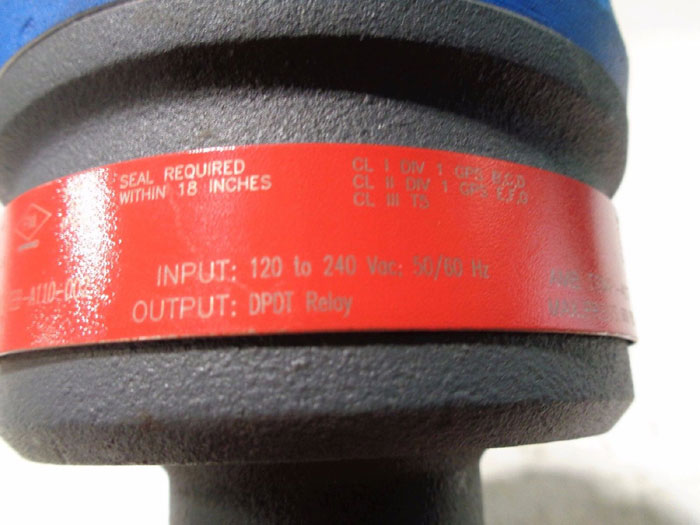 SEAL REQUIRED
WITHIN 18 INCHES
CL I DIV 1 GPS B,C,D
CL II DIV 1 GPS E,F,G
CL III T5
INPUT: 120 to 240 Vac: 50/60 Hz
OUTPUT: DPDT Relay